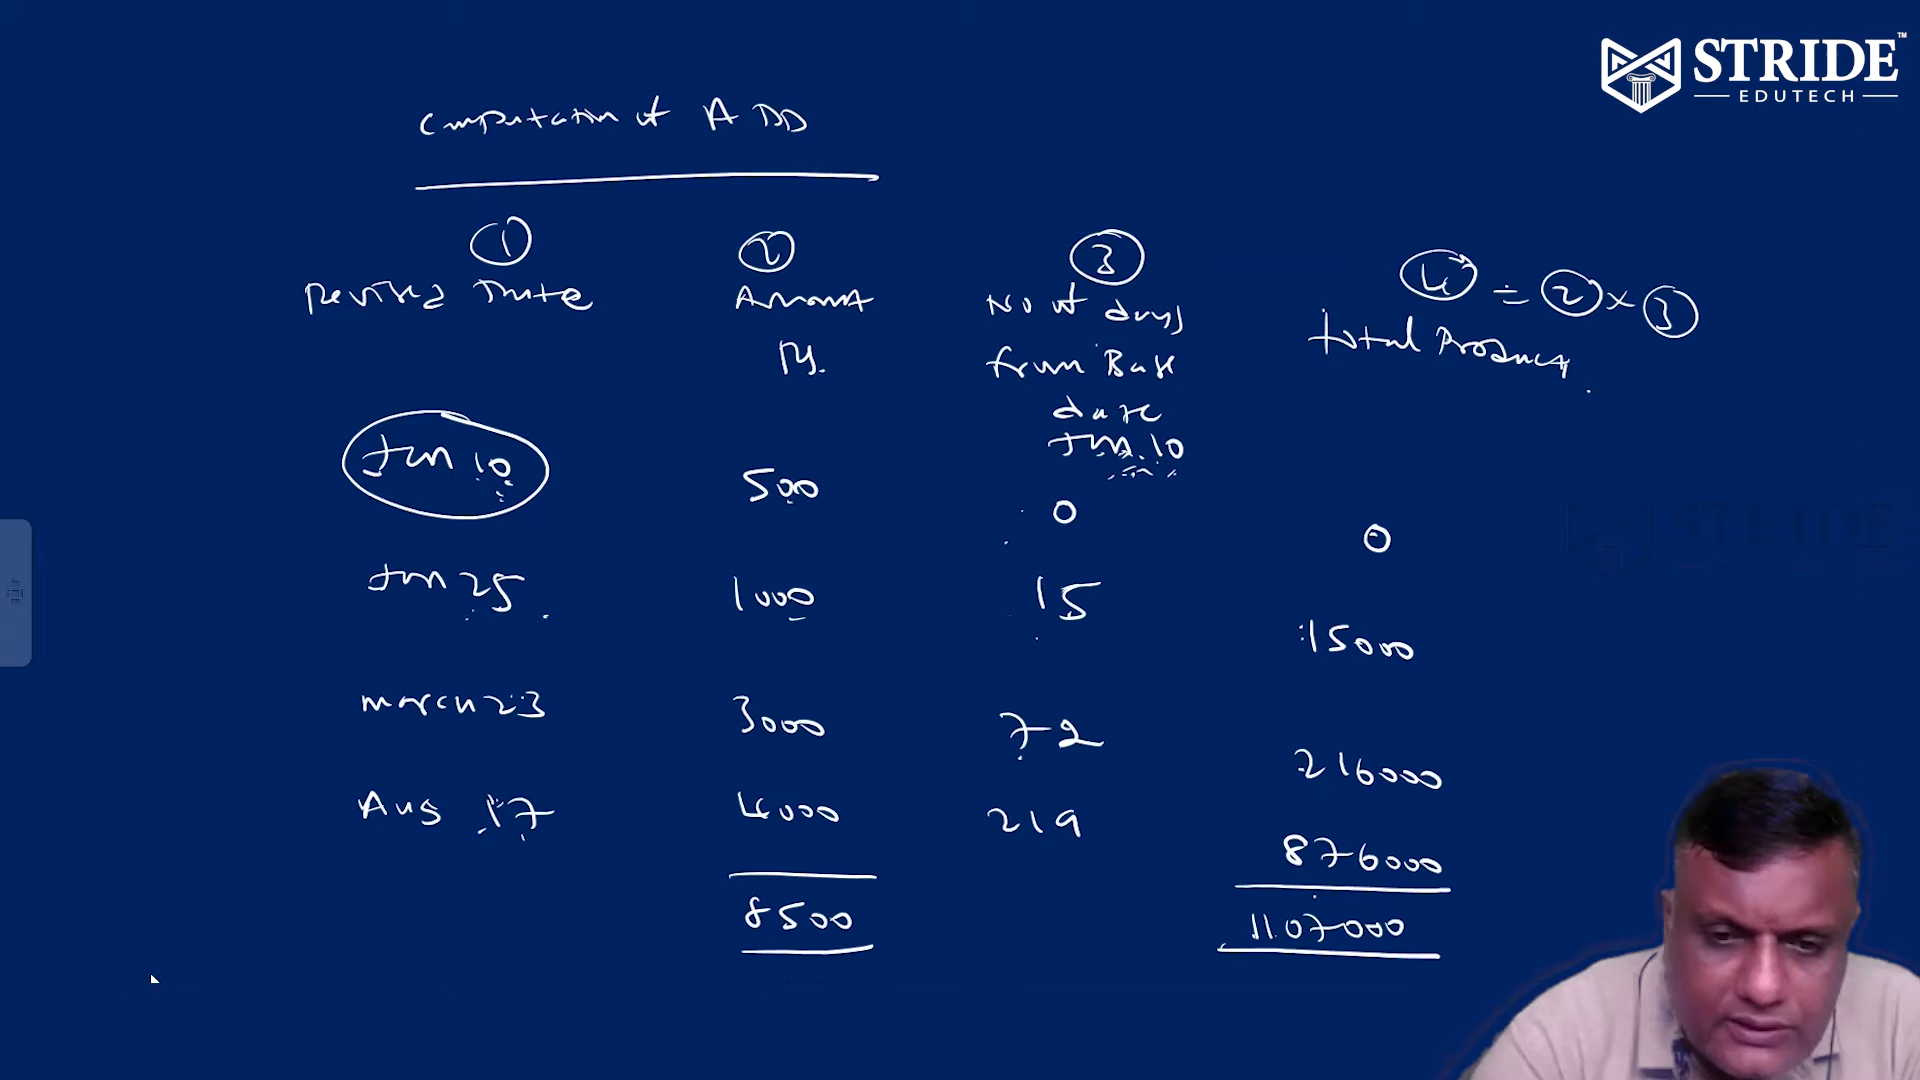 STRIDE™
EDUTECH
Computation of ADD
1 2 3 4 = 2 × 3
Revised Date Amount No of days Total Product
Rs. from Base
date
Jan 10
Jan 10 500 0 0
Jan 25 1000 15 15000
March 23 3000 72 216000
Aug 17 4000 219 876000
8500 1107000
STRIDE